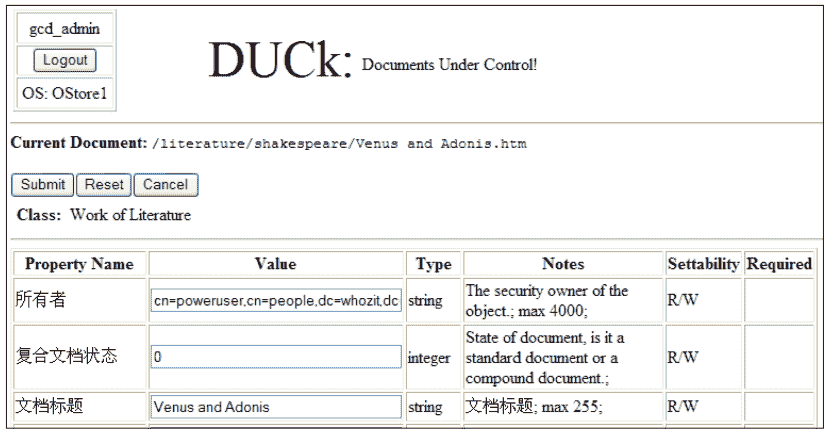 gcd_admin
Logout
OS: OStore1
DUCk: Documents Under Control!
Current Document: /literature/shakespeare/Venus and Adonis.htm
Submit Reset Cancel
Class: Work of Literature
Property Name Value Type Notes Settability Required
所有者 cn=poweruser,cn=people,dc=whozit,dc string The security owner of the
object.; max 4000; R/W
复合文档状态 0 integer State of document, is it a
standard document or a
compound document.; R/W
文档标题 Venus and Adonis string 文档标题; max 255; R/W